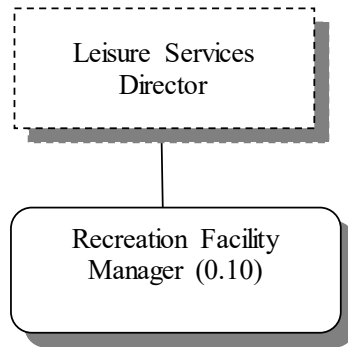 Leisure Services
Director
Recreation Facility
Manager (0.10)